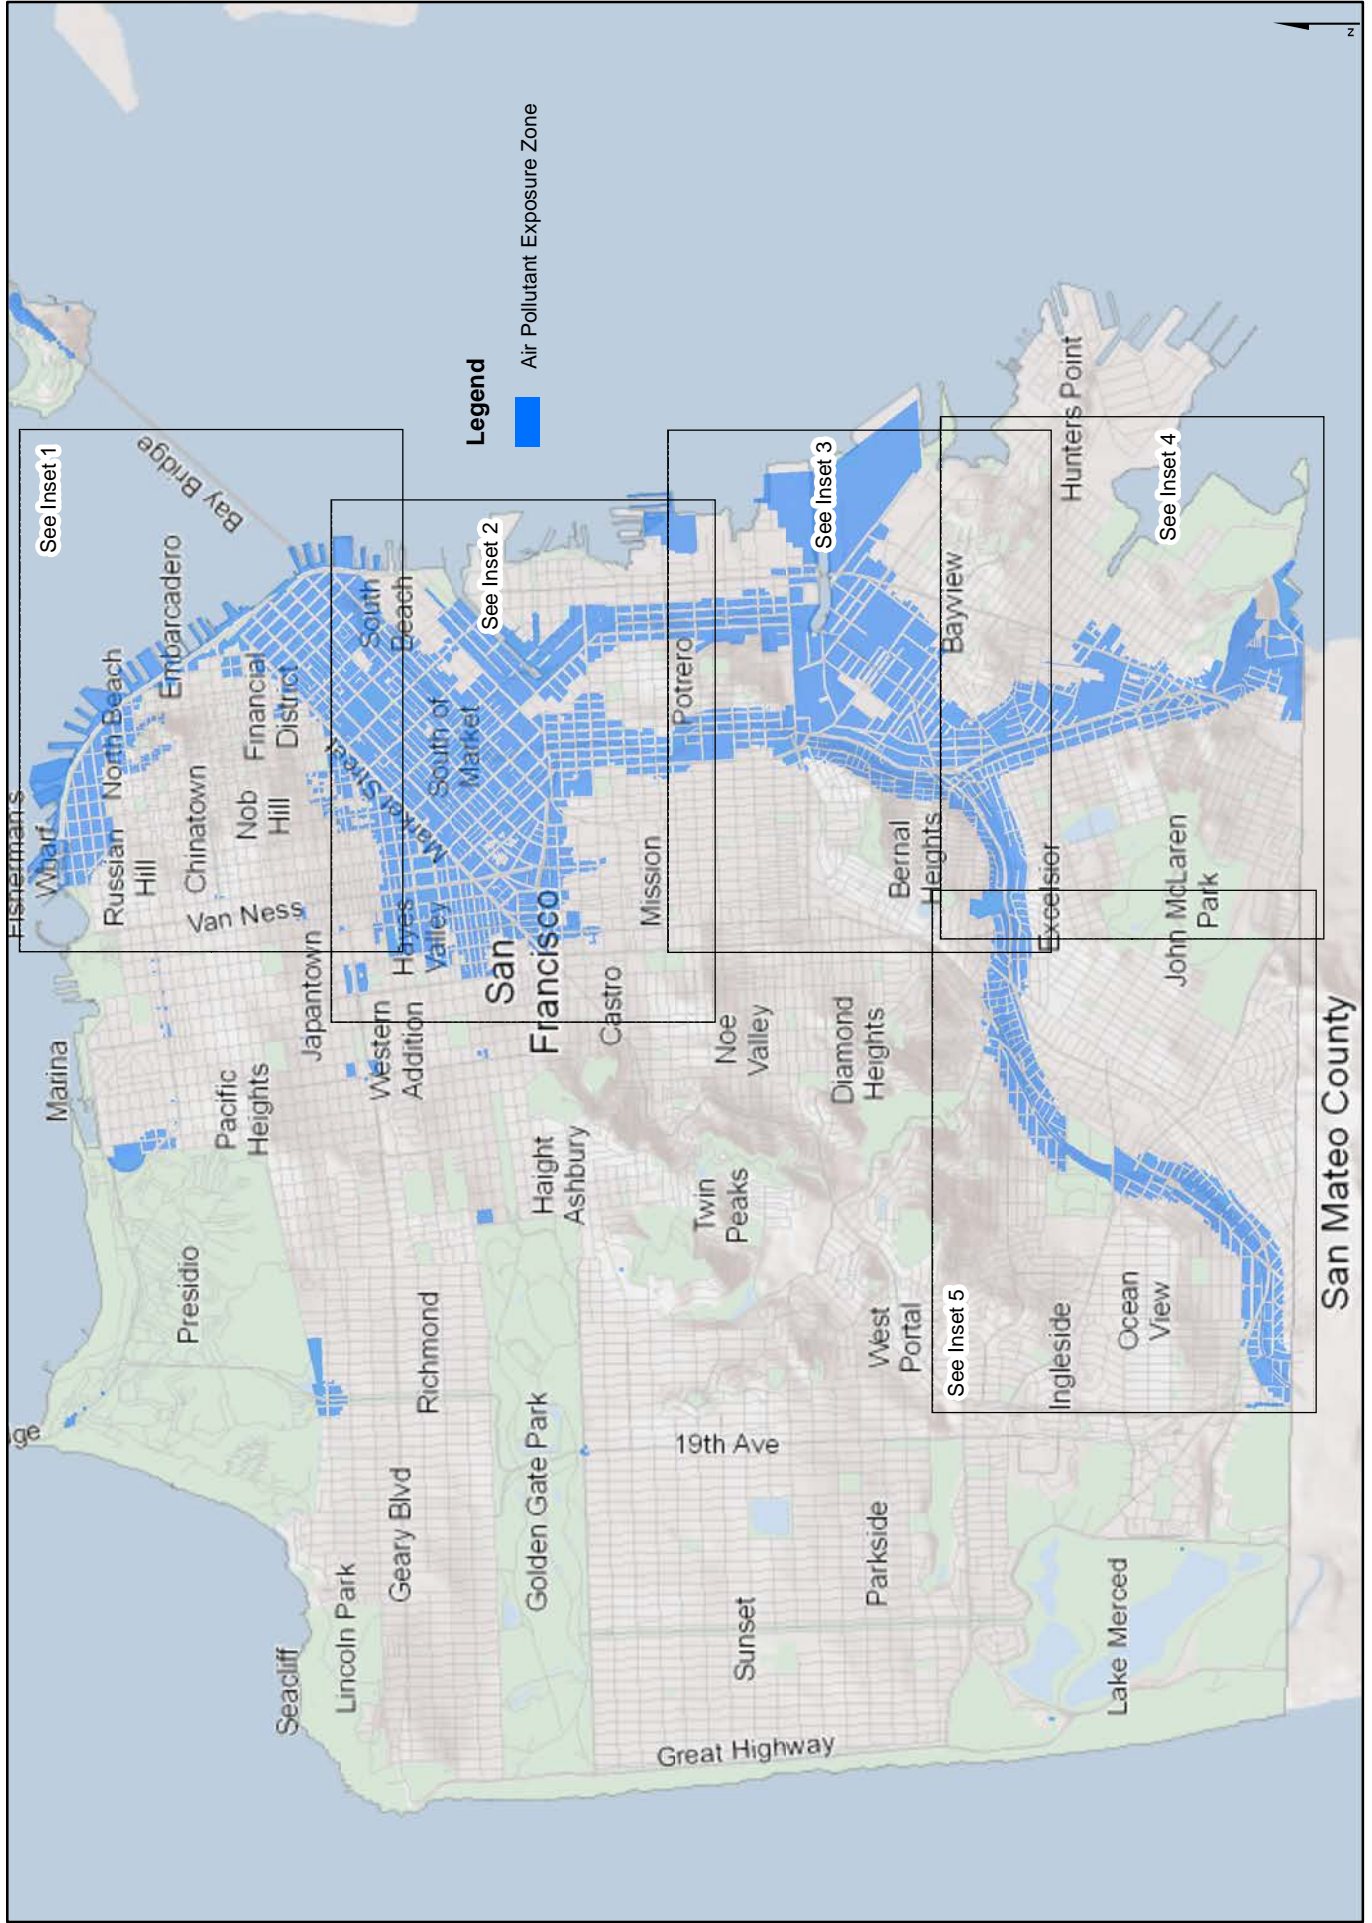 ge
Fisherman's
Wharf
Marina
See Inset 1
Russian
Hill
North Beach
Embarcadero
Bay Bridge
Presidio
Chinatown
Pacific
Heights
Van Ness
Nob
Hill
Financial
District
Seacliff
Japantown
Lincoln Park
Market Street
South
Beach
Western
Addition
Geary Blvd
Hayes
Valley
Richmond
South of
Market
See Inset 2
Legend
Air Pollutant Exposure Zone
San
Francisco
Golden Gate Park
Haight
Ashbury
Castro
Mission
Potrero
19th Ave
Great Highway
Twin
Peaks
Noe
Valley
Sunset
See Inset 3
Diamond
Heights
Parkside
West
Portal
Bernal
Heights
See Inset 5
Bayview
Ingleside
Excelsior
Hunters Point
Lake Merced
Ocean
View
John McLaren
Park
See Inset 4
San Mateo County
z